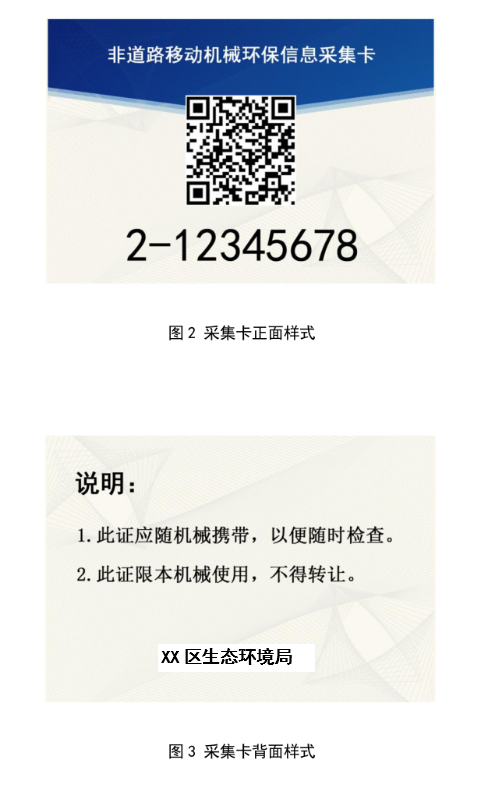 非道路移动机械环保信息采集卡
2-12345678
图2 采集卡正面样式
说明：
1.此证应随机械携带，以便随时检查。
2.此证限本机械使用，不得转让。
XX区生态环境局
图3 采集卡背面样式